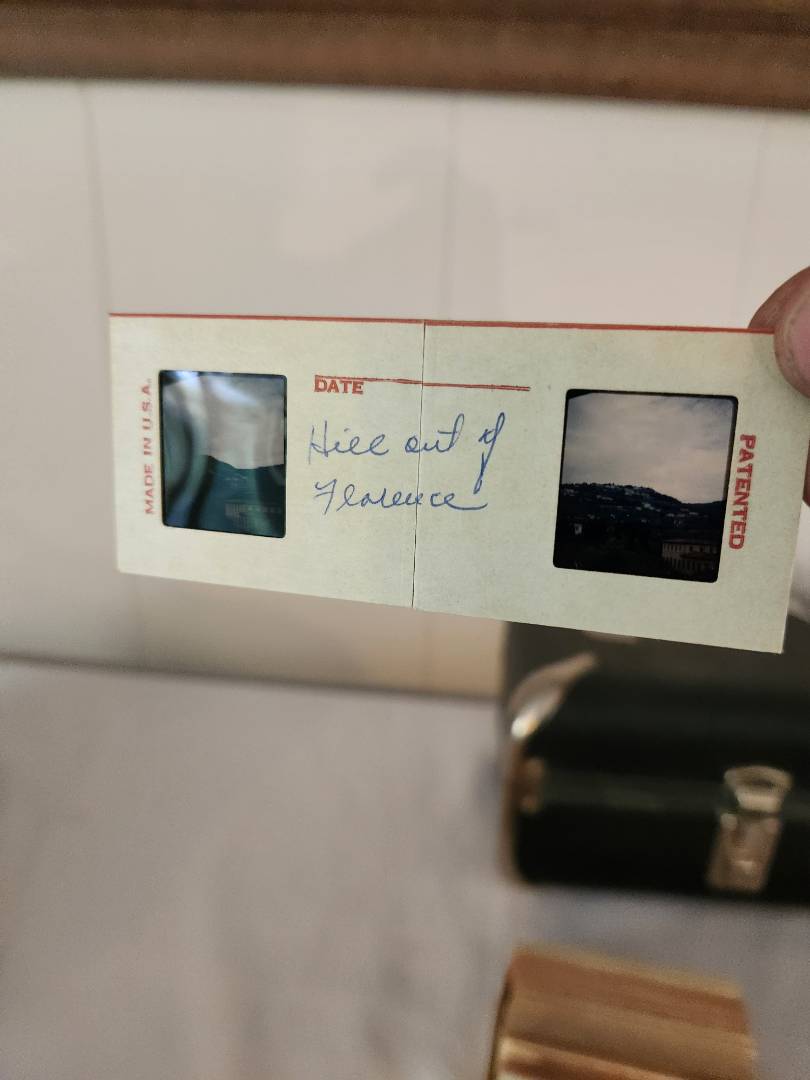 MADE IN U.S.A.
DATE
Hill out of
Florence
PATENTED